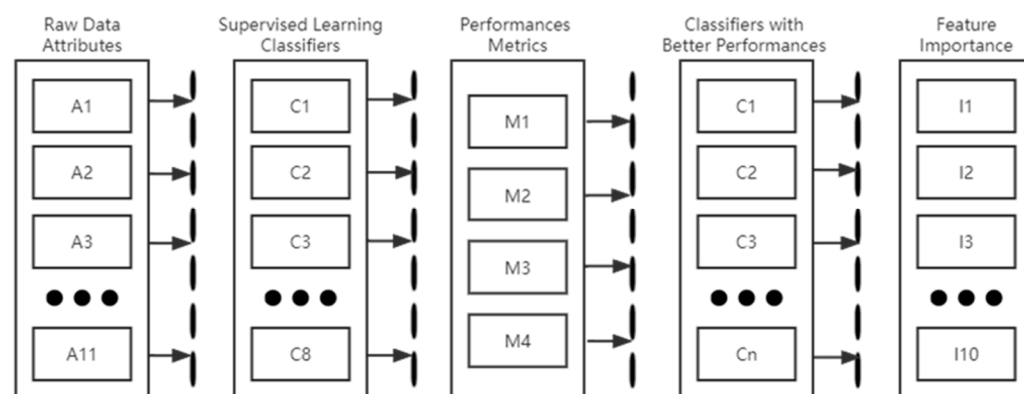 Raw Data
Attributes
A1
A2
A3
A11
Supervised Learning
Classifiers
C1
C2
C3
C8
Performances
Metrics
M1
M2
M3
M4
Classifiers with
Better Performances
C1
C2
C3
Cn
Feature
Importance
I1
I2
I3
I10